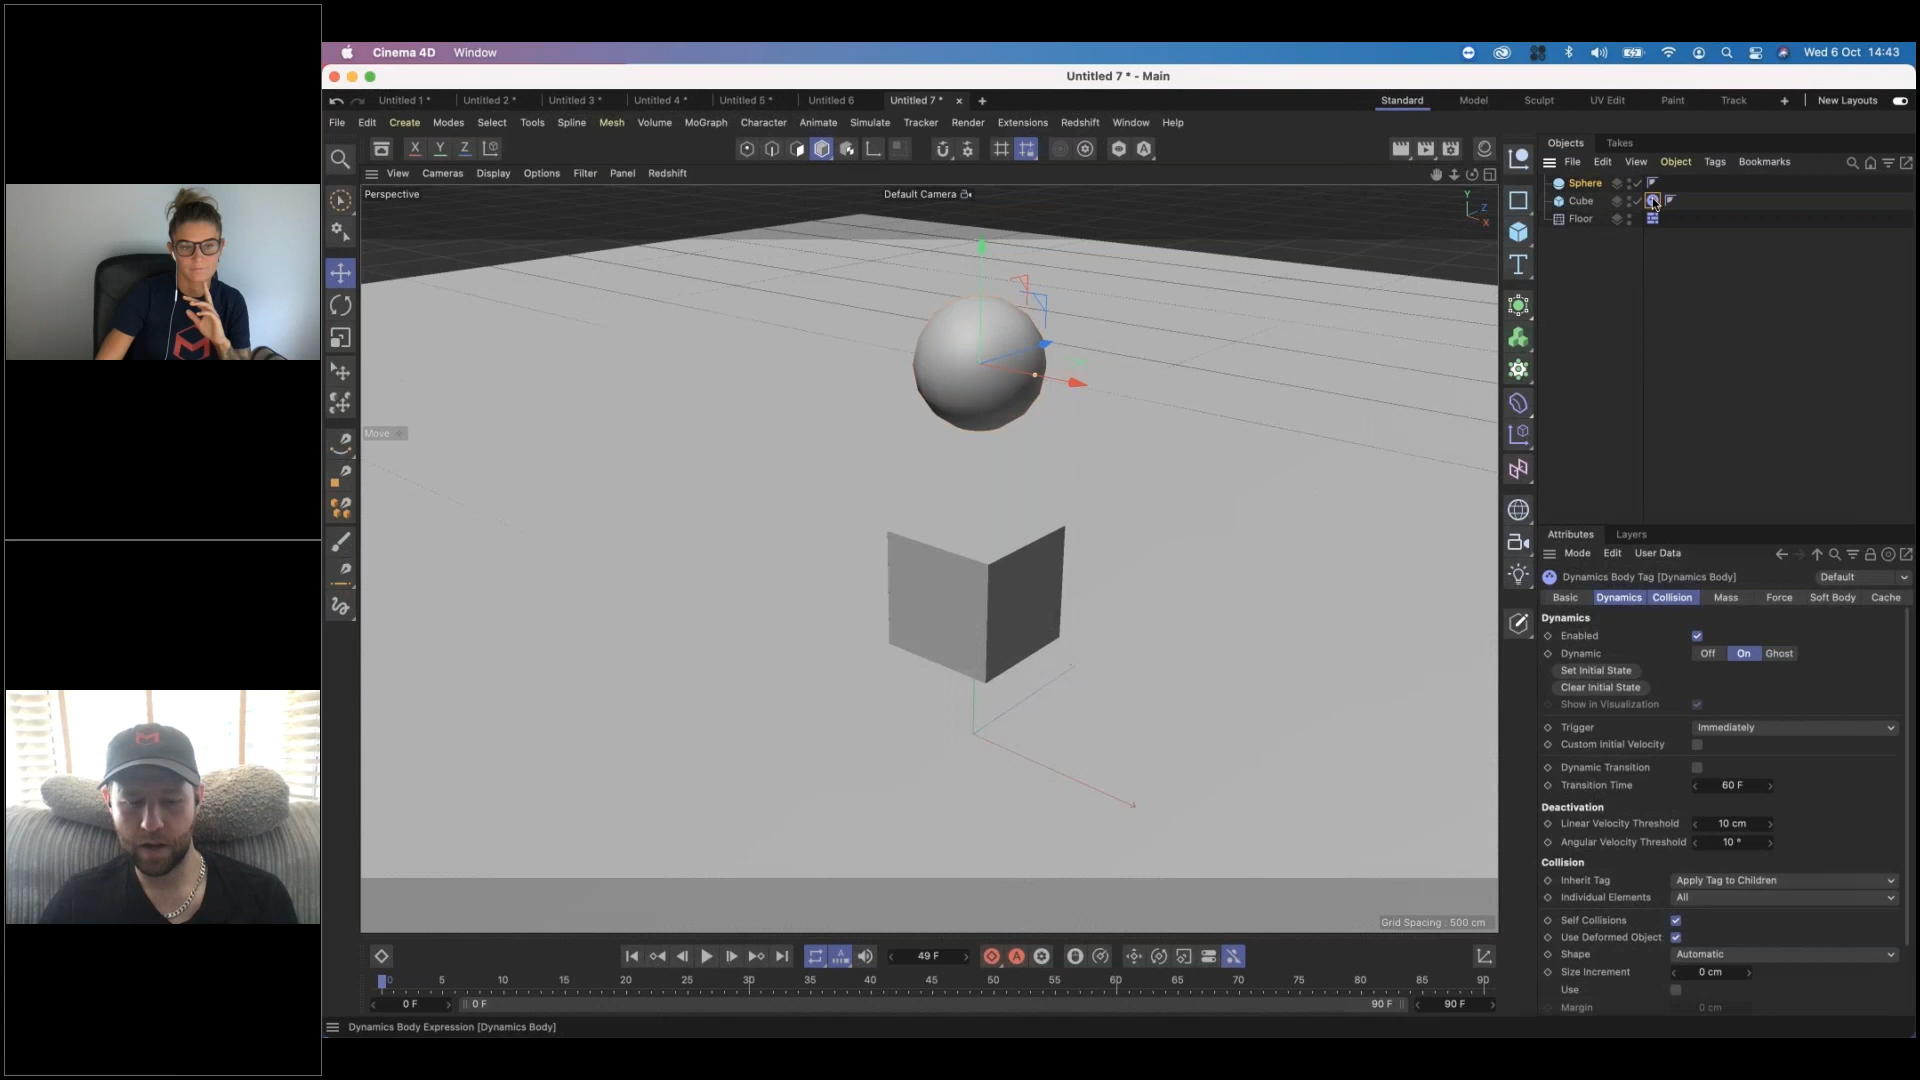 Cinema 4D Window
Wed 6 Oct 14:43
Untitled 7 * - Main
Untitled 1 * Untitled 2 * Untitled 3 * Untitled 4 * Untitled 5 * Untitled 6 Untitled 7 * × +
Standard Model Sculpt UV Edit Paint Track + New Layouts
File Edit Create Modes Select Tools Spline Mesh Volume MoGraph Character Animate Simulate Tracker Render Extensions Redshift Window Help
X Y Z
View Cameras Display Options Filter Panel Redshift
Perspective
Default Camera
Y
Z
X
Move
Grid Spacing : 500 cm
Objects Takes
File Edit View Object Tags Bookmarks
Sphere
Cube
Floor
Attributes Layers
Mode Edit User Data
Dynamics Body Tag [Dynamics Body]
Default
Basic Dynamics Collision Mass Force Soft Body Cache
Dynamics
Enabled
Dynamic Off On Ghost
Set Initial State
Clear Initial State
Show in Visualization
Trigger Immediately
Custom Initial Velocity
Dynamic Transition
Transition Time 60 F
Deactivation
Linear Velocity Threshold 10 cm
Angular Velocity Threshold 10 °
Collision
Inherit Tag Apply Tag to Children
Individual Elements All
Self Collisions
Use Deformed Object
Shape Automatic
Size Increment 0 cm
Use
Margin 0 cm
49 F
0 5 10 15 20 25 30 35 40 45 50 55 60 65 70 75 80 85 90
0 F 0 F 90 F 90 F
Dynamics Body Expression [Dynamics Body]